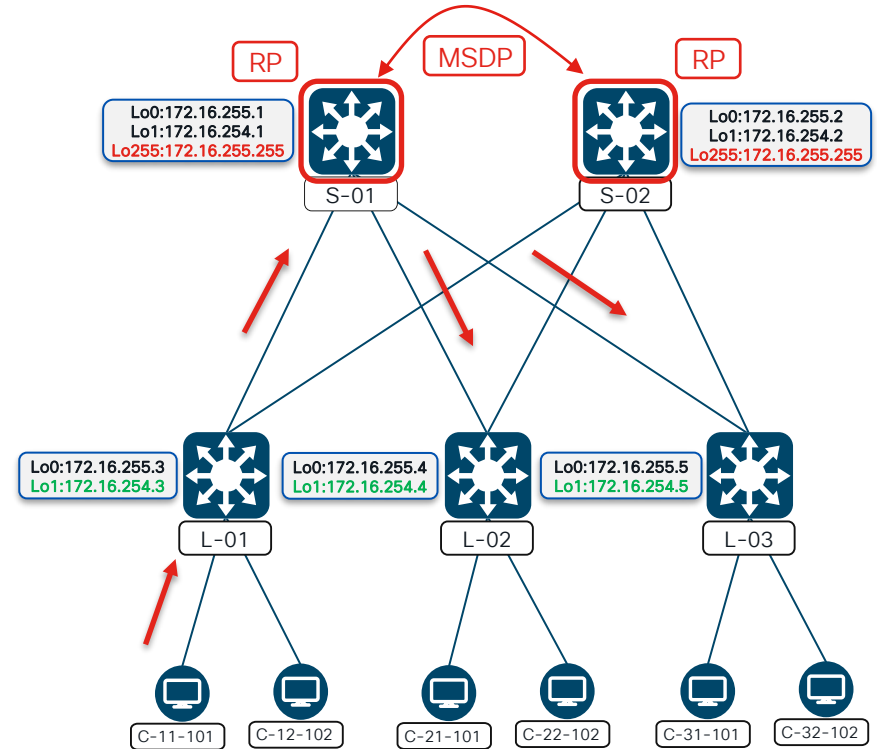 MSDP
RP
RP
Lo0:172.16.255.1
Lo1:172.16.254.1
Lo255:172.16.255.255
Lo0:172.16.255.2
Lo1:172.16.254.2
Lo255:172.16.255.255
S-01
S-02
Lo0:172.16.255.3
Lo1:172.16.254.3
Lo0:172.16.255.4
Lo1:172.16.254.4
Lo0:172.16.255.5
Lo1:172.16.254.5
L-01
L-02
L-03
C-11-101
C-12-102
C-21-101
C-22-102
C-31-101
C-32-102